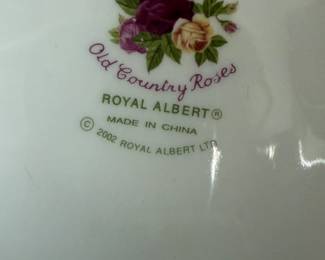 Old Country Roses
ROYAL ALBERT®
MADE IN CHINA
© 2002 ROYAL ALBERT LTD